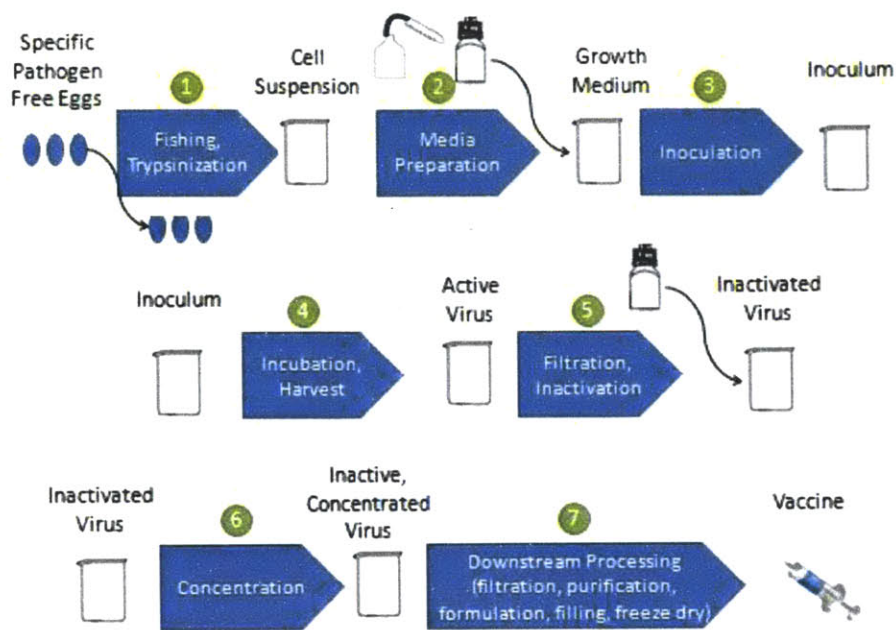 Specific
Pathogen
Free Eggs
1
Fishing,
Trypsinization
Cell
Suspension
2
Media
Preparation
Growth
Medium
3
Inoculation
Inoculum
Inoculum
4
Incubation,
Harvest
Active
Virus
5
Filtration,
Inactivation
Inactivated
Virus
Inactivated
Virus
6
Concentration
Inactive,
Concentrated
Virus
7
Downstream Processing
(filtration, purification,
formulation, filling, freeze dry)
Vaccine